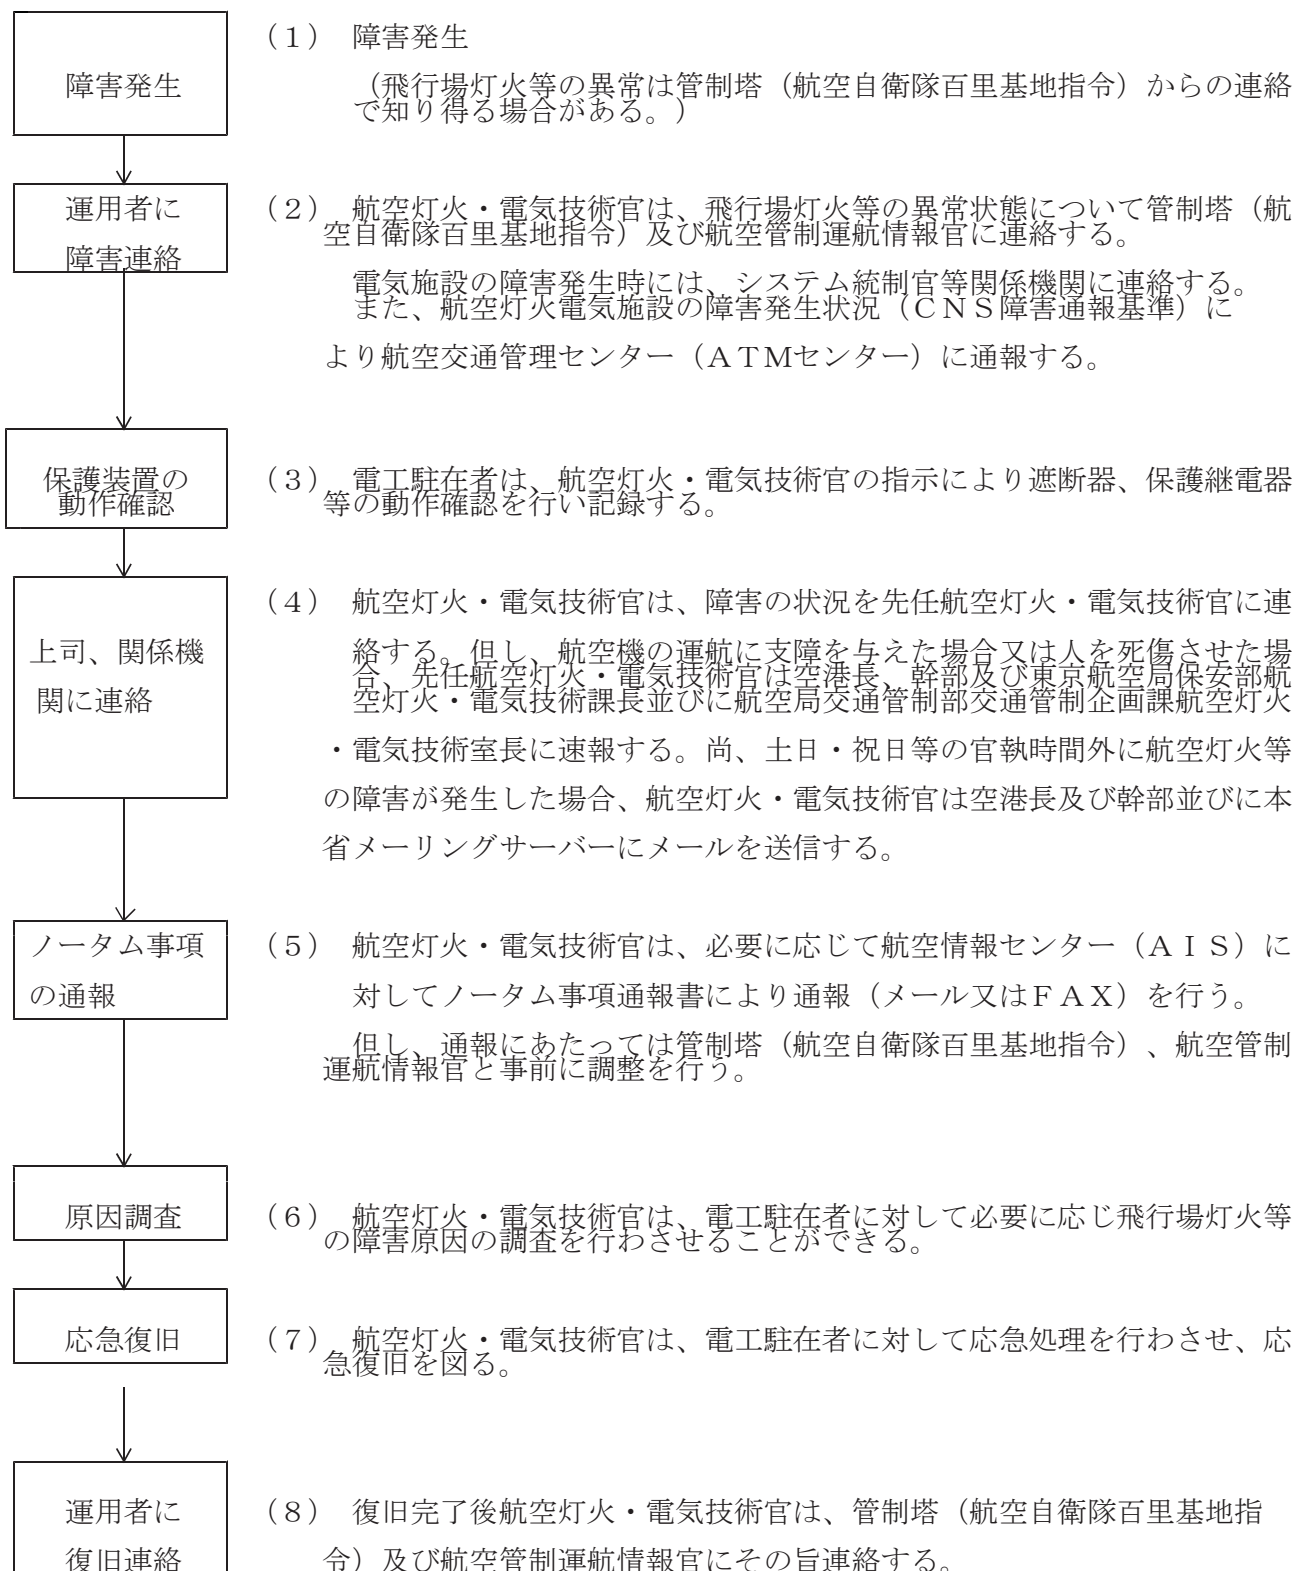 障害発生
(１) 障害発生
（飛行場灯火等の異常は管制塔（航空自衛隊百里基地指令）からの連絡
で知り得る場合がある。）
運用者に
障害連絡
(２) 航空灯火・電気技術官は、飛行場灯火等の異常状態について管制塔（航
空自衛隊百里基地指令）及び航空管制運航情報官に連絡する。
電気施設の障害発生時には、システム統制官等関係機関に連絡する。
また、航空灯火電気施設の障害発生状況（ＣＮＳ障害通報基準）に
より航空交通管理センター（ＡＴＭセンター）に通報する。
保護装置の
動作確認
(３) 電工駐在者は、航空灯火・電気技術官の指示により遮断器、保護継電器
等の動作確認を行い記録する。
上司、関係機
関に連絡
(４) 航空灯火・電気技術官は、障害の状況を先任航空灯火・電気技術官に連
絡する。但し、航空機の運航に支障を与えた場合又は人を死傷させた場
合、先任航空灯火・電気技術官は空港長、幹部及び東京航空局保安部航
空灯火・電気技術課長並びに航空局交通管制部交通管制企画課航空灯火
・電気技術室長に速報する。尚、土日・祝日等の官執時間外に航空灯火等
の障害が発生した場合、航空灯火・電気技術官は空港長及び幹部並びに本
省メーリングサーバーにメールを送信する。
ノータム事項
の通報
(５) 航空灯火・電気技術官は、必要に応じて航空情報センター（ＡＩＳ）に
対してノータム事項通報書により通報（メール又はＦＡＸ）を行う。
但し、通報にあたっては管制塔（航空自衛隊百里基地指令）、航空管制
運航情報官と事前に調整を行う。
原因調査
(６) 航空灯火・電気技術官は、電工駐在者に対して必要に応じ飛行場灯火等
の障害原因の調査を行わさせることができる。
応急復旧
(７) 航空灯火・電気技術官は、電工駐在者に対して応急処理を行わさせ、応
急復旧を図る。
運用者に
復旧連絡
(８) 復旧完了後航空灯火・電気技術官は、管制塔（航空自衛隊百里基地指
令）及び航空管制運航情報官にその旨連絡する。